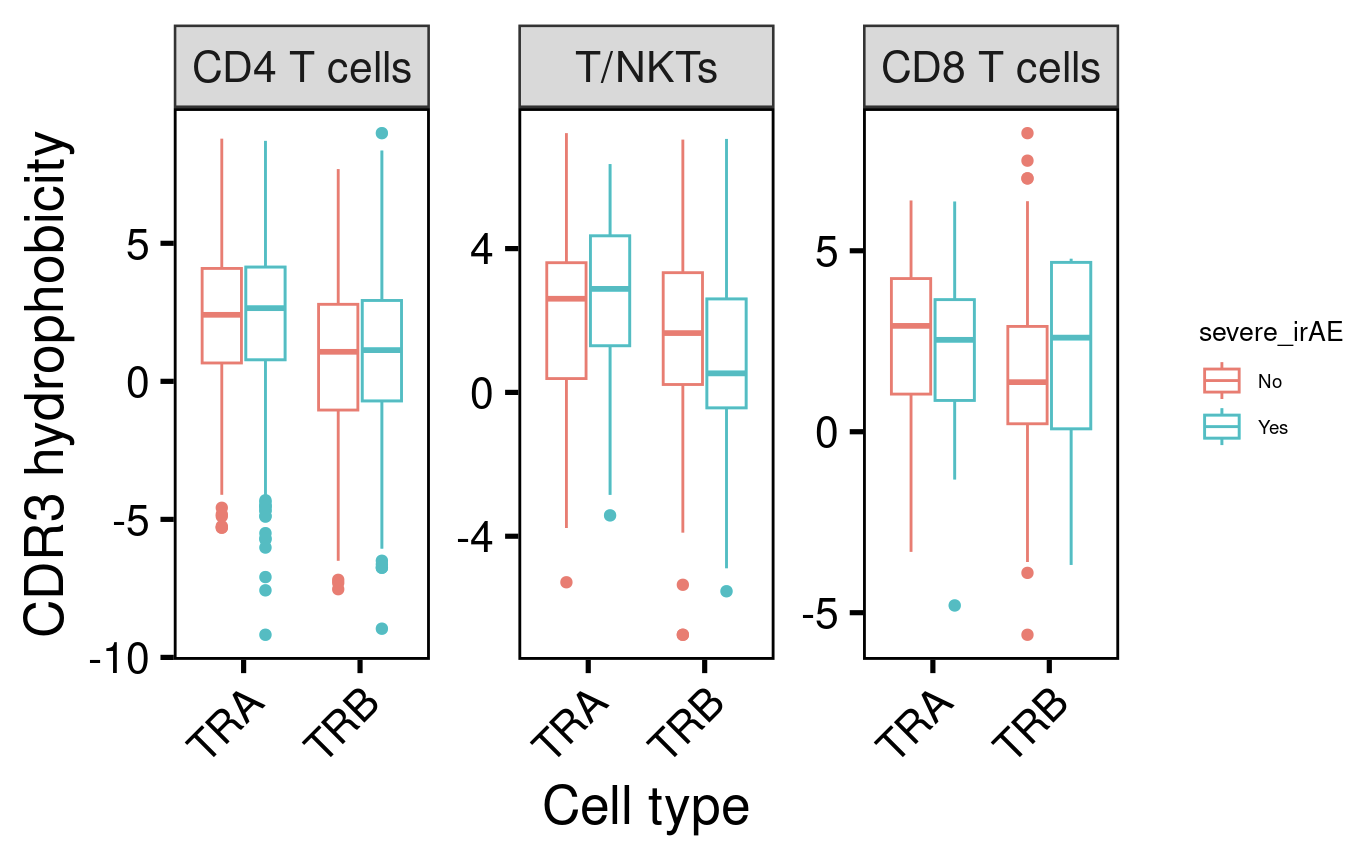 CD4 T cells
T/NKTs
CD8 T cells
CDR3 hydrophobicity
5
0
-5
-10
4
0
-4
5
0
-5
TRA
TRB
TRA
TRB
TRA
TRB
Cell type
severe_irAE
No
Yes